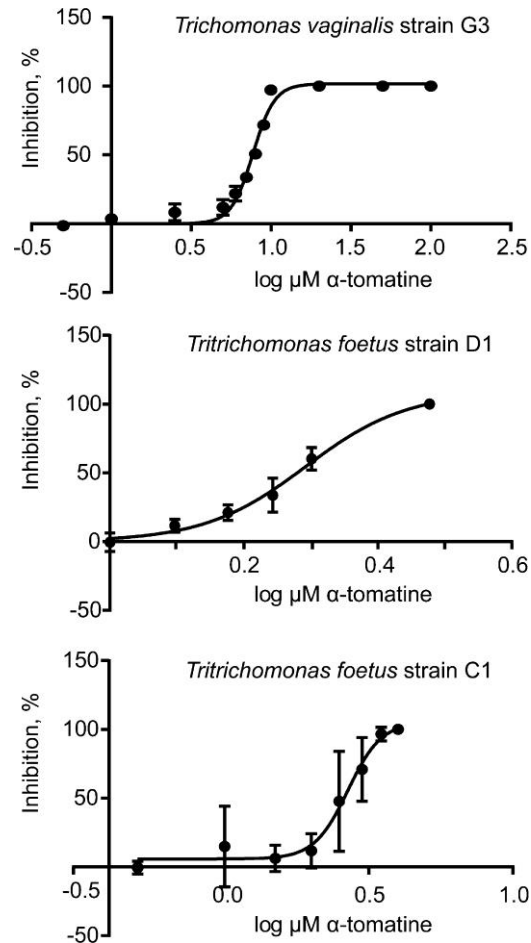 Trichomonas vaginalis strain G3
Inhibition, %
150
100
50
-50
-0.5
0.5
1.0
1.5
2.0
2.5
log µM α-tomatine
Tritrichomonas foetus strain D1
Inhibition, %
150
100
50
0
-50
0.2
0.4
0.6
log µM α-tomatine
Tritrichomonas foetus strain C1
Inhibition, %
150
100
50
-50
-0.5
0.0
0.5
1.0
log µM α-tomatine